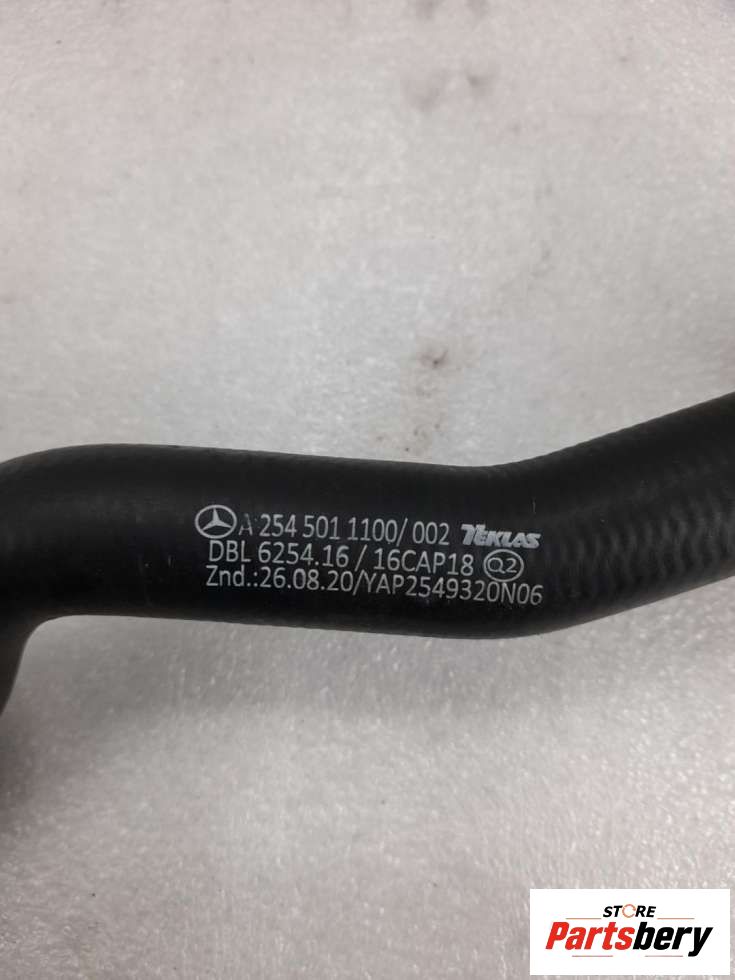 A 254 501 1100/ 002 TEKLAS
DBL 6254.16 / 16CAP18 Q2
Znd.:26.08.20/YAP2549320N06
STORE
Partsbery